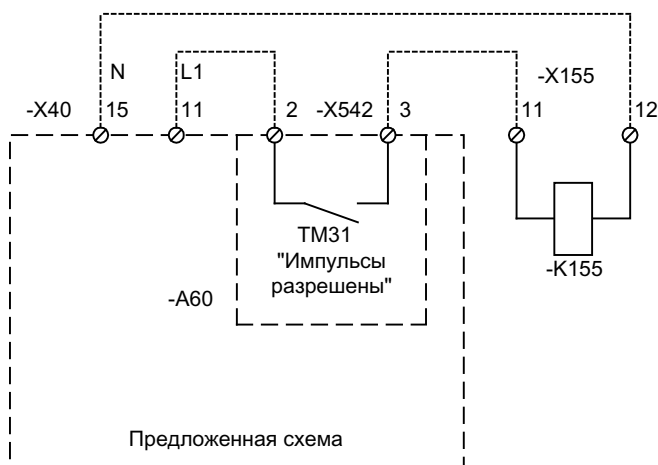 N
L1
-X155
-X40
15
11
2
-X542
3
11
12
TM31
"Импульсы
разрешены"
-K155
-A60
Предложенная схема